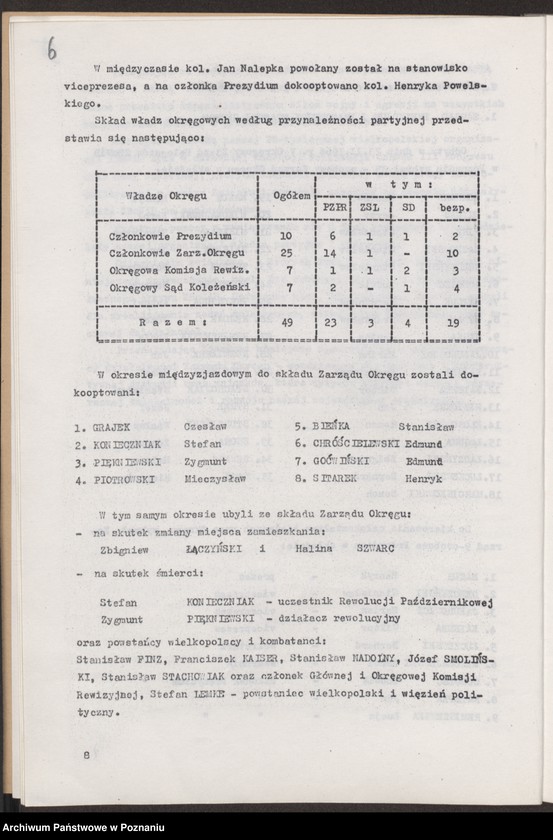 6
W międzyczasie kol. Jan Nalepka powołany został na stanowisko
viceprezesa, a na członka Prezydium dokooptowano kol. Henryka Powels-
kiego.
Skład władz okręgowych według przynależności partyjnej przed-
stawia się następująco:
Władze Okręgu Ogółem w tym:
PZPR ZSL SD bezp.
Członkowie Prezydium 10 6 1 1 2
Członkowie Zarz.Okręgu 25 14 1 - 10
Okręgowa Komisja Rewiz. 7 1 1 2 3
Okręgowy Sąd Koleżeński 7 2 - 1 4
R a z e m : 49 23 3 4 19
W okresie międzyzjazdowym do składu Zarządu Okręgu zostali do-
kooptowani:
1. GRAJEK Czesław 5. BIEŃKA Stanisław
2. KONIECZNIAK Stefan 6. CHRÓŚCIELEWSKI Edmund
3. PIĘKNIEWSKI Zygmunt 7. GOŹWIŃSKI Edmund
4. PIOTROWSKI Mieczysław 8. SITAREK Henryk
W tym samym okresie ubyli ze składu Zarządu Okręgu:
- na skutek zmiany miejsca zamieszkania:
Zbigniew ŁĄCZYŃSKI i Halina SZWARC
- na skutek śmierci:
Stefan KONIECZNIAK - uczestnik Rewolucji Październikowej
Zygmunt PIĘKNIEWSKI - działacz rewolucyjny
oraz powstańcy wielkopolscy i kombatanci:
Stanisław PINZ, Franciszek KAISER, Stanisław NADOLNY, Józef SMOLIŃS-
KI, Stanisław STACHOWIAK oraz członek Głównej i Okręgowej Komisji
Rewizyjnej, Stefan LEMKE - powstaniec wielkopolski i więzień poli-
tyczny.
8
Archiwum Państwowe w Poznaniu